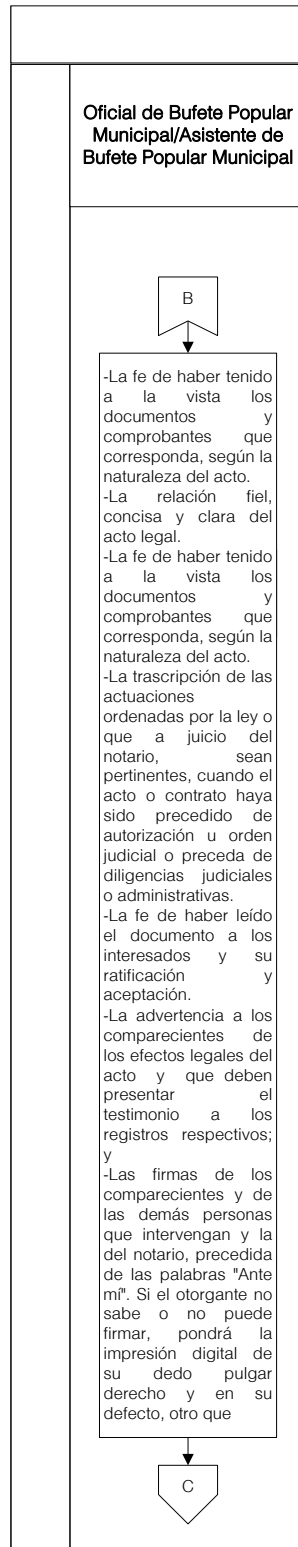 Oficial de Bufete Popular
Municipal/Asistente de
Bufete Popular Municipal
B
-La fe de haber tenido
a la vista los
documentos y
comprobantes que
corresponda, según la
naturaleza del acto.
-La relación fiel,
concisa y clara del
acto legal.
-La fe de haber tenido
a la vista los
documentos y
comprobantes que
corresponda, según la
naturaleza del acto.
-La trascripción de las
actuaciones
ordenadas por la ley o
que a juicio del
notario, sean
pertinentes, cuando el
acto o contrato haya
sido precedido de
autorización u orden
judicial o preceda de
diligencias judiciales
o administrativas.
-La fe de haber leído
el documento a los
interesados y su
ratificación y
aceptación.
-La advertencia a los
comparecientes de
los efectos legales del
acto y que deben
presentar el
testimonio a los
registros respectivos;
y
-Las firmas de los
comparecientes y de
las demás personas
que intervengan y la
del notario, precedida
de las palabras "Ante
mí". Si el otorgante no
sabe o no puede
firmar, pondrá la
impresión digital de
su dedo pulgar
derecho y en su
defecto, otro que
C